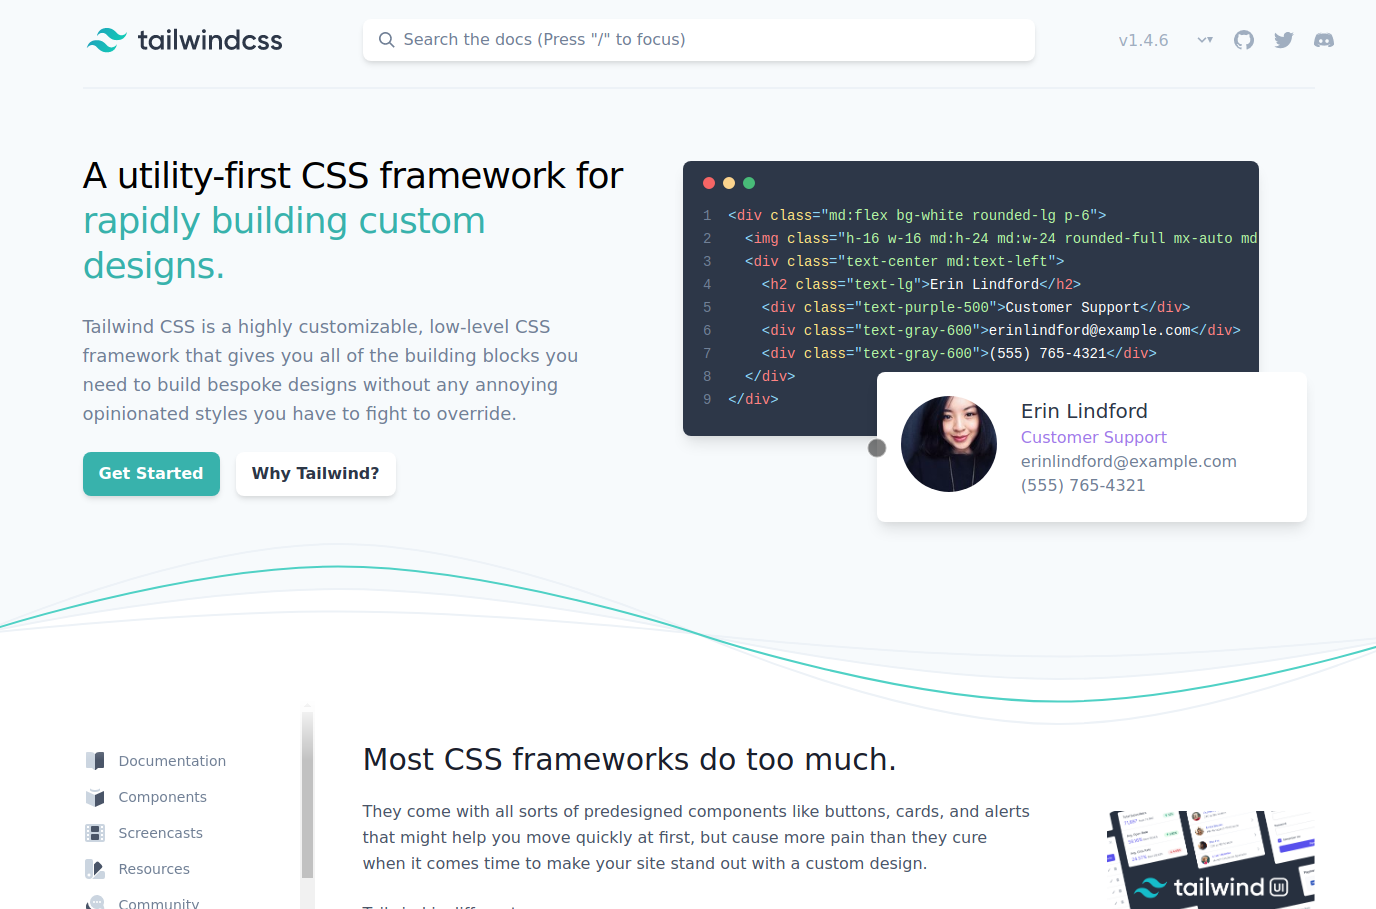 tailwindcss
Search the docs (Press "/" to focus)
v1.4.6
A utility-first CSS framework for
rapidly building custom
designs.
Tailwind CSS is a highly customizable, low-level CSS
framework that gives you all of the building blocks you
need to build bespoke designs without any annoying
opinionated styles you have to fight to override.
Get Started
Why Tailwind?
1 <div class="md:flex bg-white rounded-lg p-6">
2 <img class="h-16 w-16 md:h-24 md:w-24 rounded-full mx-auto md
3 <div class="text-center md:text-left">
4 <h2 class="text-lg">Erin Lindford</h2>
5 <div class="text-purple-500">Customer Support</div>
6 <div class="text-gray-600">erinlindford@example.com</div>
7 <div class="text-gray-600">(555) 765-4321</div>
8 </div>
9 </div>
Erin Lindford
Customer Support
erinlindford@example.com
(555) 765-4321
Documentation
Components
Screencasts
Resources
Community
Most CSS frameworks do too much.
They come with all sorts of predesigned components like buttons, cards, and alerts
that might help you move quickly at first, but cause more pain than they cure
when it comes time to make your site stand out with a custom design.
tailwind UI